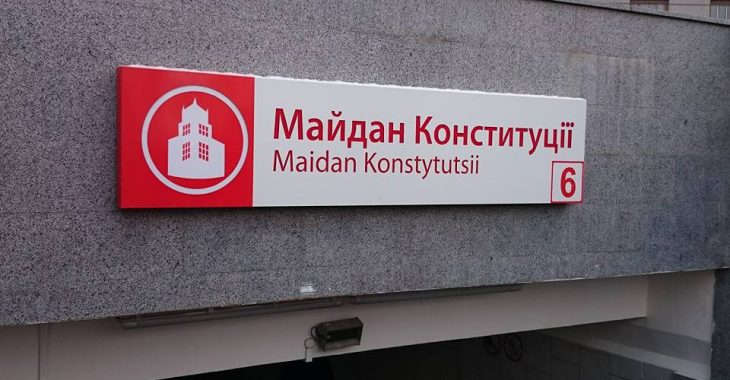 Майдан Конституції
Maidan Konstytutsii
6